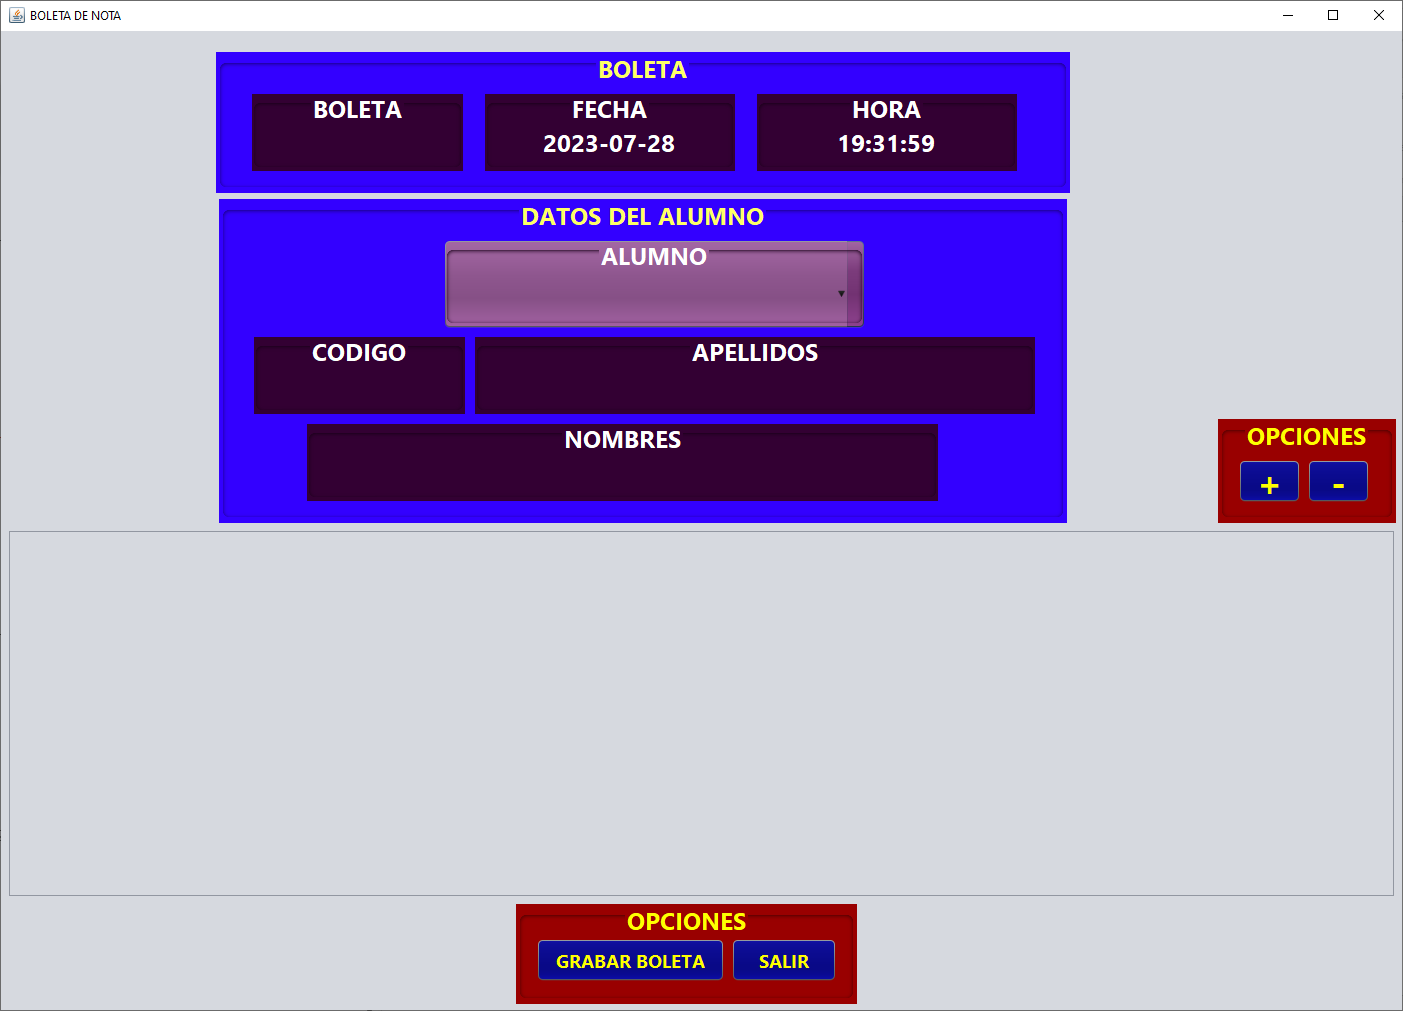 BOLETA DE NOTA
BOLETA
BOLETA
FECHA
2023-07-28
HORA
19:31:59
DATOS DEL ALUMNO
ALUMNO
CODIGO
APELLIDOS
NOMBRES
OPCIONES
+ -
OPCIONES
GRABAR BOLETA SALIR